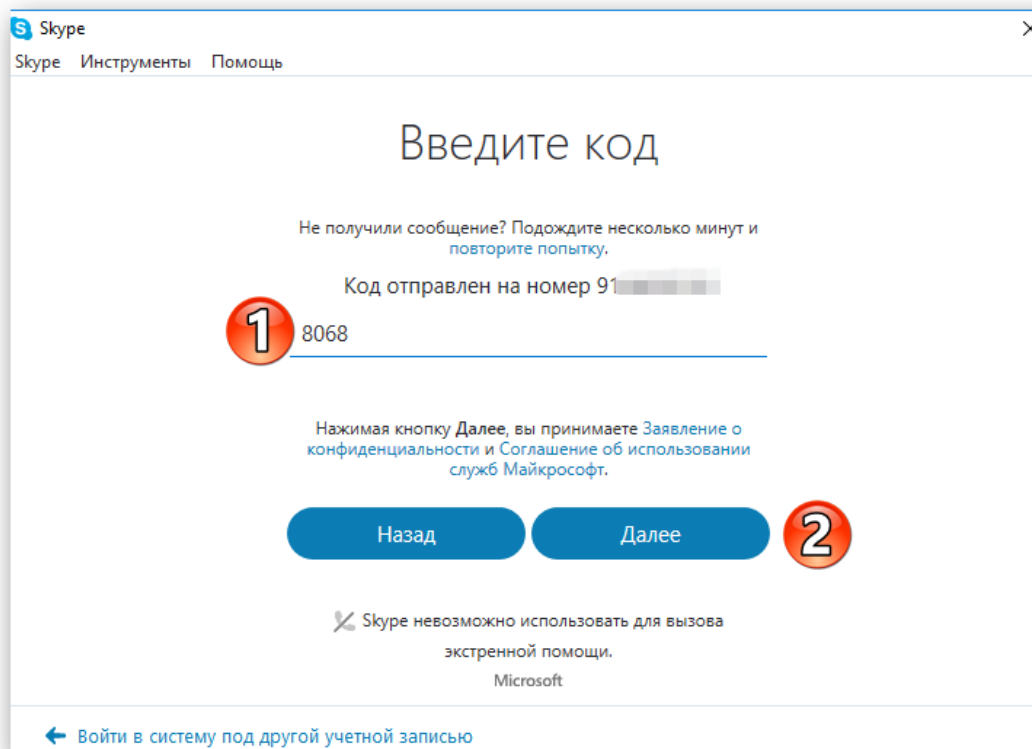 Skype
Skype Инструменты Помощь
Введите код
Не получили сообщение? Подождите несколько минут и
повторите попытку.
Код отправлен на номер 91
1
8068
Нажимая кнопку Далее, вы принимаете Заявление о
конфиденциальности и Соглашение об использовании
служб Майкрософт.
Назад Далее
2
Skype невозможно использовать для вызова
экстренной помощи.
Microsoft
Войти в систему под другой учетной записью